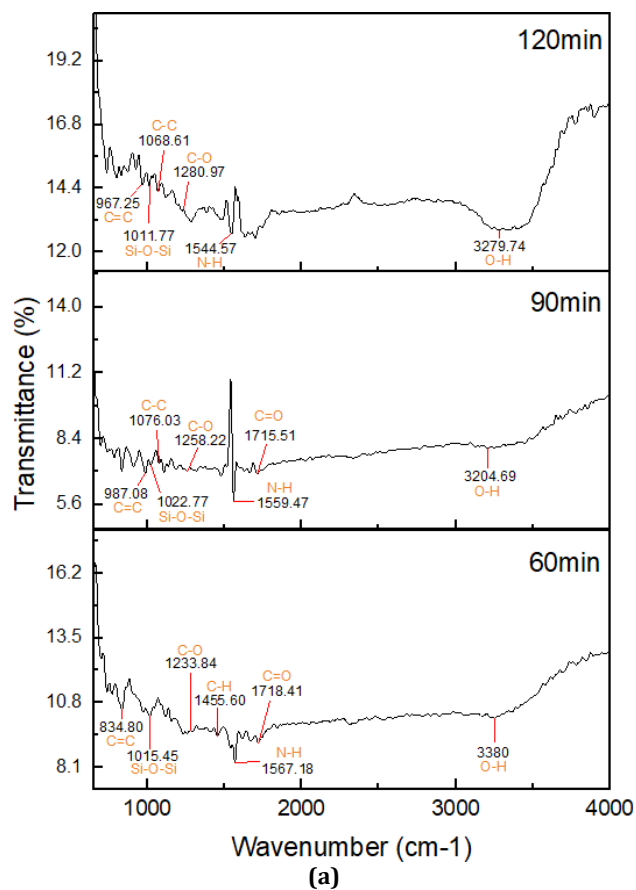 120min
19.2
16.8
14.4
12.0
C-C
1068.61
C-O
1280.97
967.25
C=C
1011.77
Si-O-Si
1544.57
N-H
3279.74
O-H
90min
14.0
11.2
8.4
5.6
C-C
1076.03
C-O
1258.22
C=O
1715.51
987.08
C=C
1022.77
Si-O-Si
N-H
1559.47
3204.69
O-H
60min
16.2
13.5
10.8
8.1
C-O
1233.84
C-H
1455.60
C=O
1718.41
834.80
C=C
1015.45
Si-O-Si
N-H
1567.18
3380
O-H
Transmittance (%)
1000
2000
3000
4000
Wavenumber (cm-1)
(a)